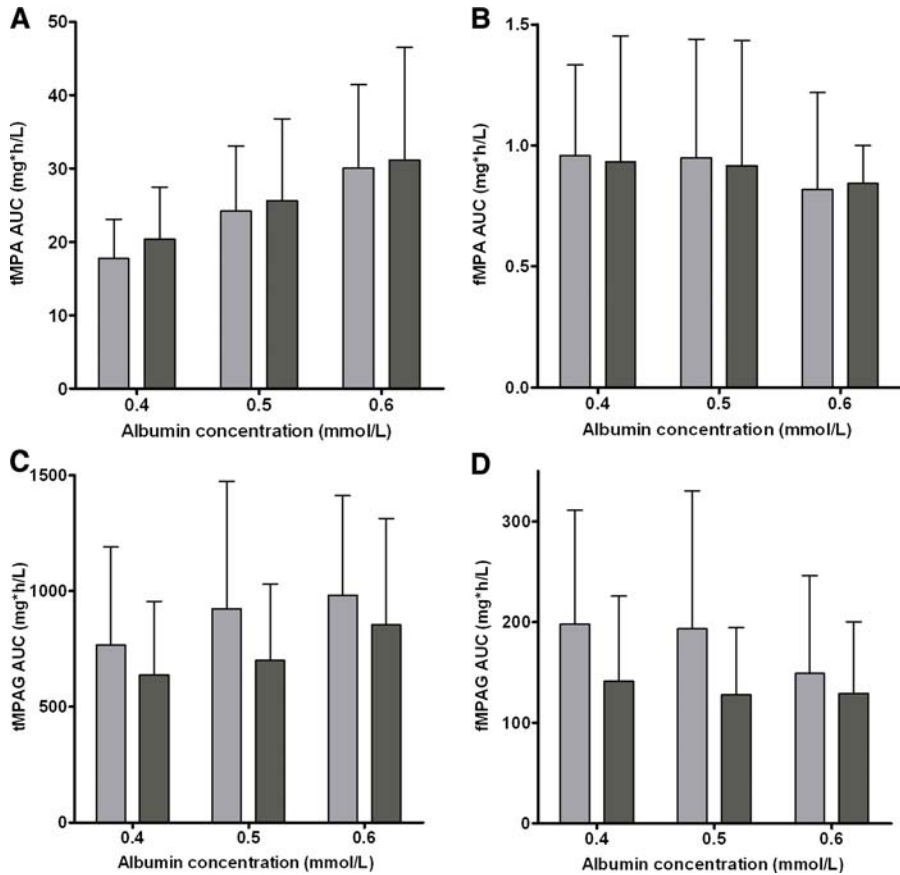 A
tMPA AUC (mg*h/L)
50
40
30
20
10
0
0.4 0.5 0.6
Albumin concentration (mmol/L)
B
fMPA AUC (mg*h/L)
1.5
1.0
0.5
0.0
0.4 0.5 0.6
Albumin concentration (mmol/L)
C
tMPAG AUC (mg*h/L)
1500
1000
500
0
0.4 0.5 0.6
Albumin concentration (mmol/L)
D
fMPAG AUC (mg*h/L)
300
200
100
0
0.4 0.5 0.6
Albumin concentration (mmol/L)